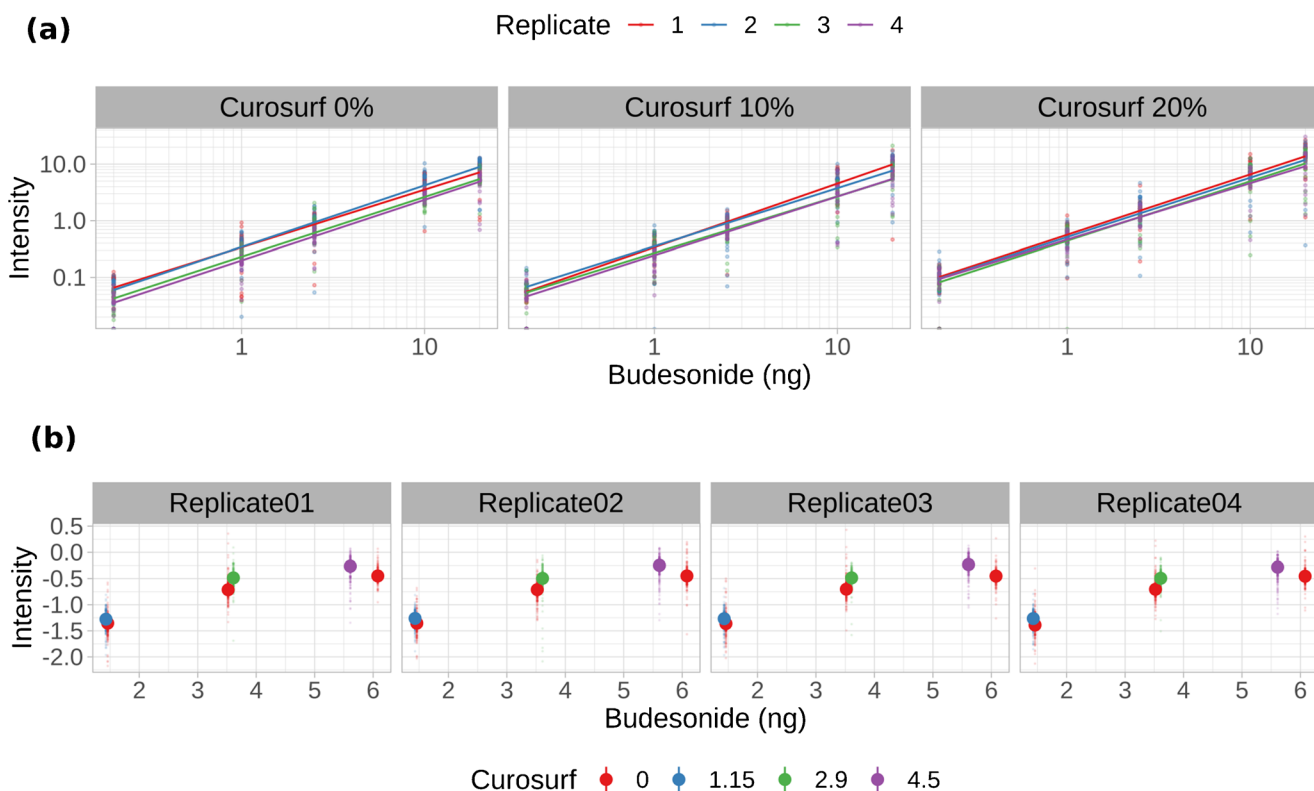 (a)
Replicate 1 2 3 4
Curosurf 0% Curosurf 10% Curosurf 20%
Intensity
10.0
1.0
0.1
1 10 1 10 1 10
Budesonide (ng)
(b)
Replicate01 Replicate02 Replicate03 Replicate04
Intensity
0.5
0.0
-0.5
-1.0
-1.5
-2.0
2 3 4 5 6 2 3 4 5 6 2 3 4 5 6 2 3 4 5 6
Budesonide (ng)
Curosurf 0 1.15 2.9 4.5